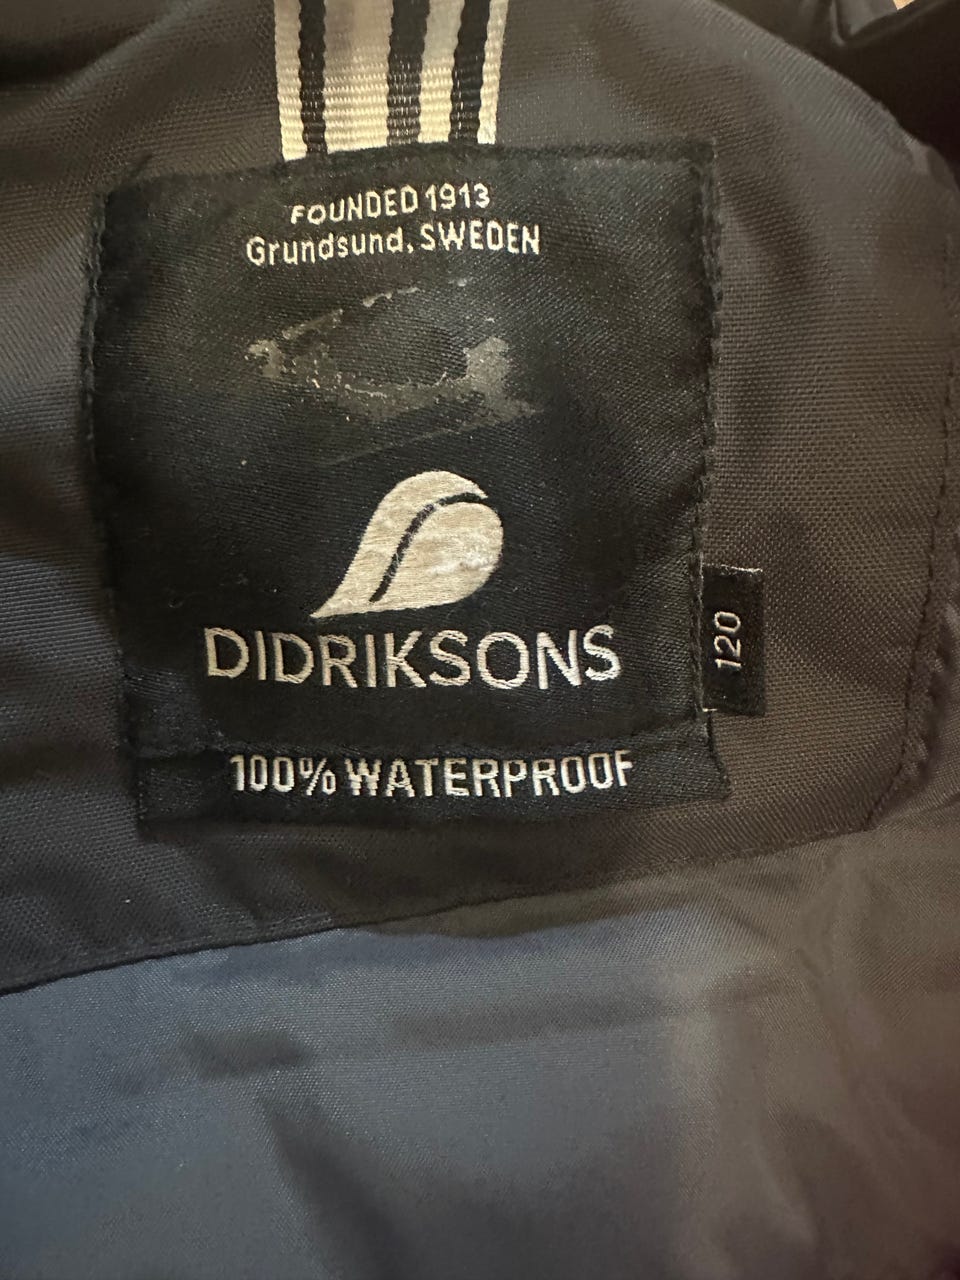 FOUNDED 1913
Grundsund, SWEDEN
DIDRIKSONS
120
100% WATERPROOF